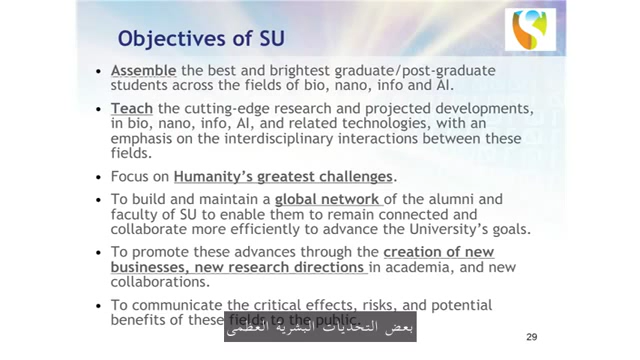 Objectives of SU
• Assemble the best and brightest graduate/post-graduate
students across the fields of bio, nano, info and AI.
• Teach the cutting-edge research and projected developments,
in bio, nano, info, AI, and related technologies, with an
emphasis on the interdisciplinary interactions between these
fields.
• Focus on Humanity's greatest challenges.
• To build and maintain a global network of the alumni and
faculty of SU to enable them to remain connected and
collaborate more efficiently to advance the University's goals.
• To promote these advances through the creation of new
businesses, new research directions in academia, and new
collaborations.
• To communicate the critical effects, risks, and potential
benefits of these fields to the public.
بعض التحديات البشرية العظمى
29